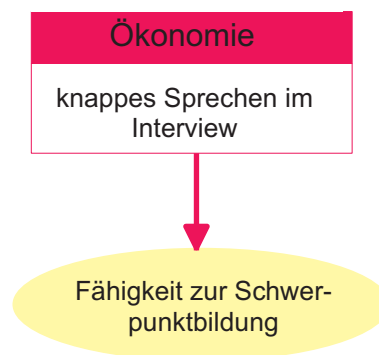 Ökonomie
knappes Sprechen im
Interview
Fähigkeit zur Schwer-
punktbildung